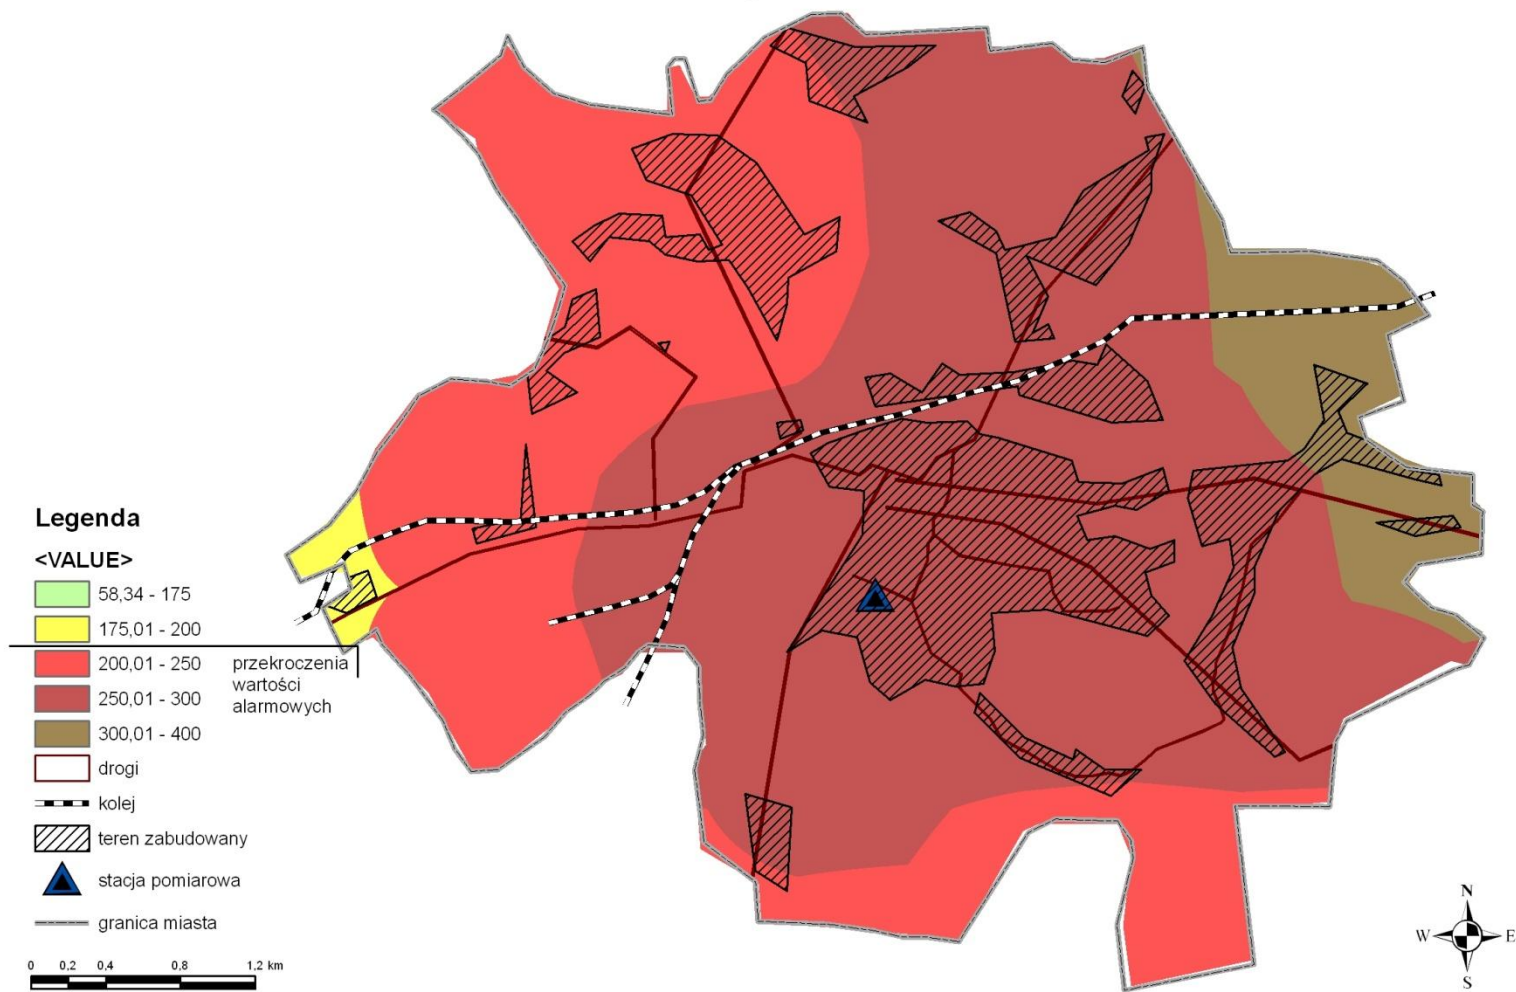 Legenda
<VALUE>
58,34 - 175
175,01 - 200
200,01 - 250
przekroczenia
wartości
alarmowych
250,01 - 300
300,01 - 400
drogi
kolej
teren zabudowany
stacja pomiarowa
granica miasta
0 0,2 0,4 0,8 1,2 km
N
W E
S